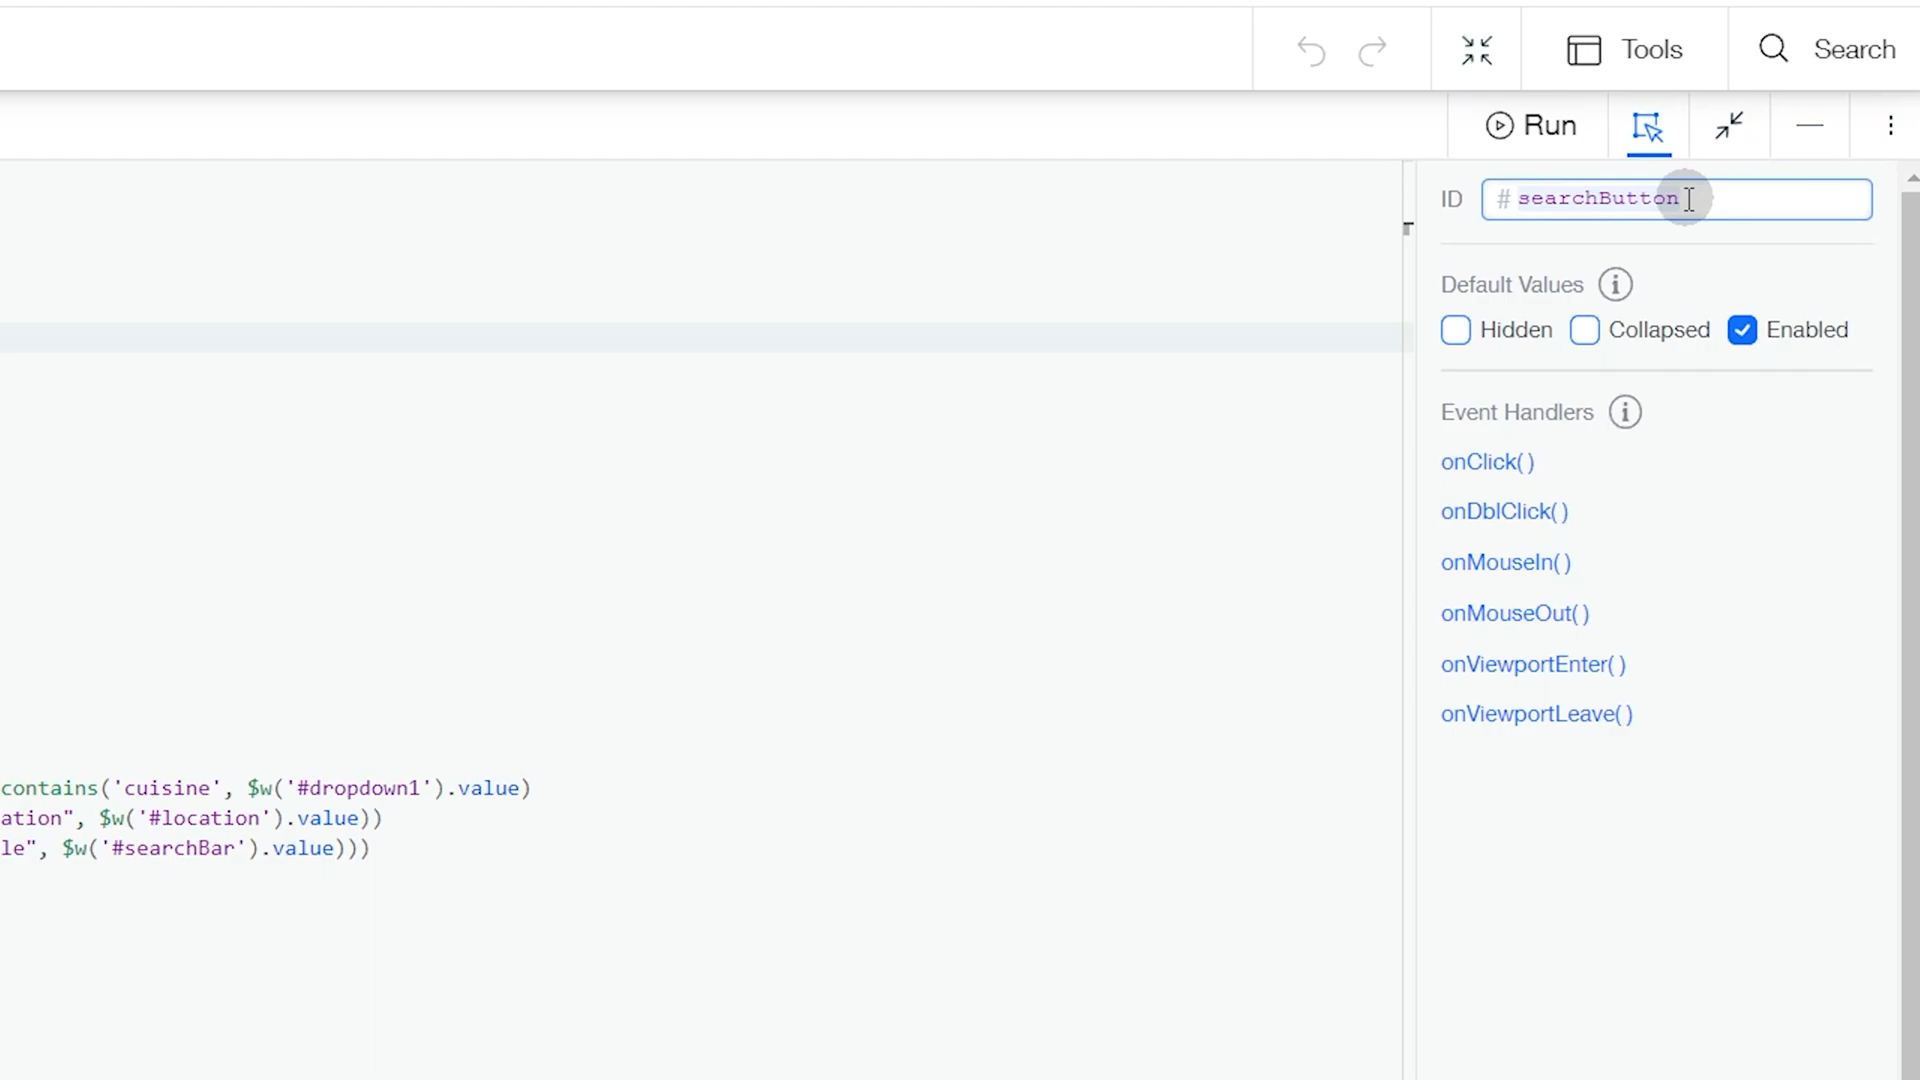 Tools
Search
Run
ID
# searchButton
Default Values
Hidden
Collapsed
Enabled
Event Handlers
onClick()
onDblClick()
onMouseIn()
onMouseOut()
onViewportEnter()
onViewportLeave()
contains('cuisine', $w('#dropdown1').value)
ation", $w('#location').value))
le", $w('#searchBar').value)))